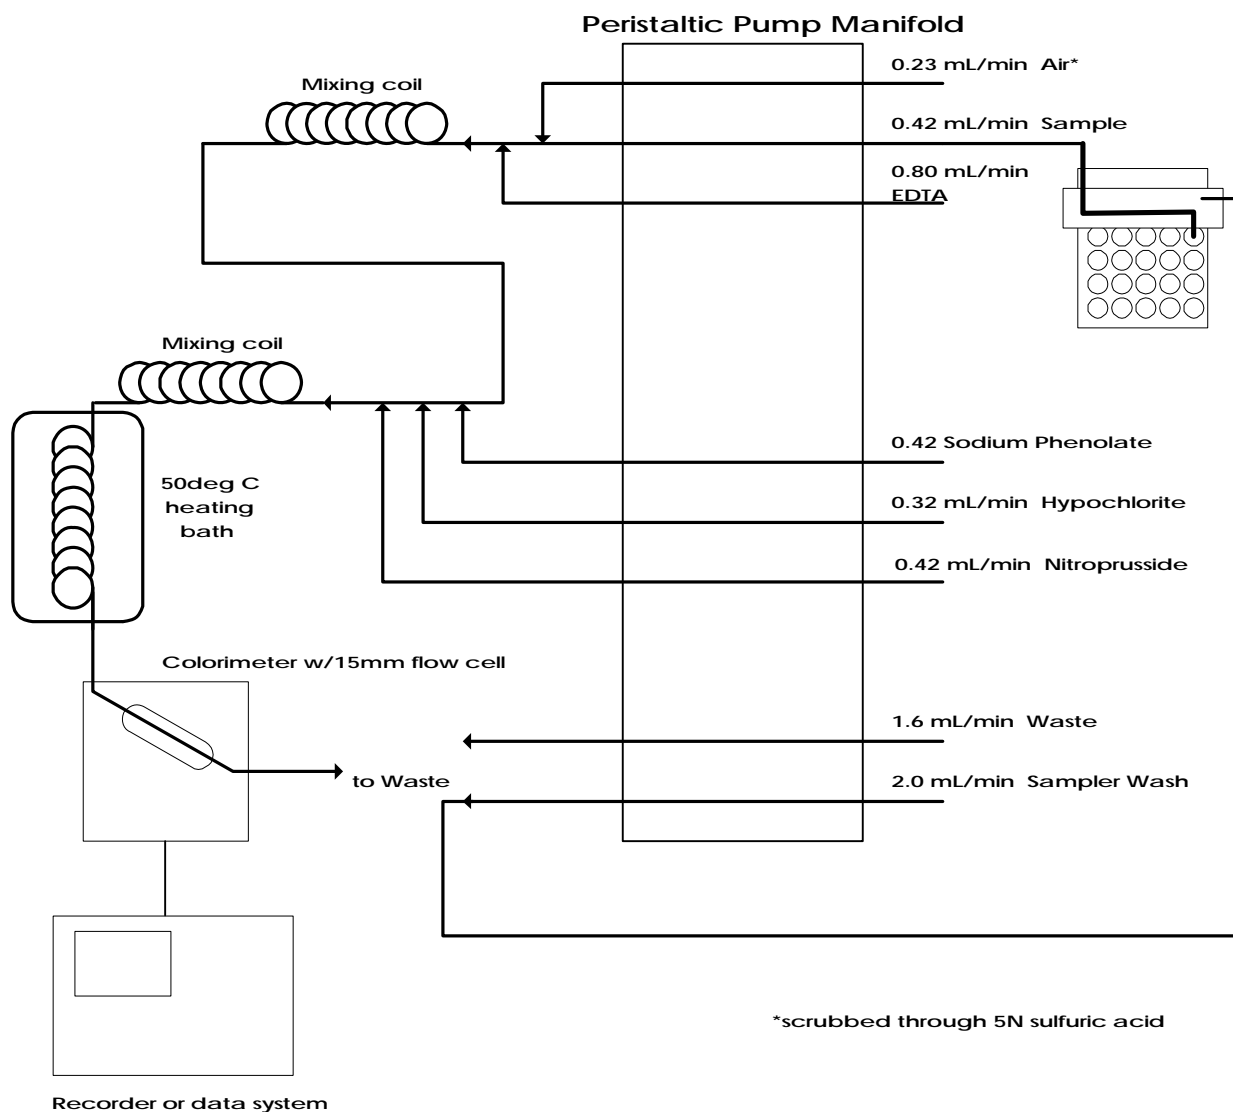 Peristaltic Pump Manifold
0.23 mL/min  Air*
Mixing coil
0.42 mL/min  Sample
0.80 mL/min
EDTA
Mixing coil
0.42 Sodium Phenolate
50deg C
heating
bath
0.32 mL/min  Hypochlorite
0.42 mL/min  Nitroprusside
Colorimeter w/15mm flow cell
1.6 mL/min  Waste
to Waste
2.0 mL/min  Sampler Wash
*scrubbed through 5N sulfuric acid
Recorder or data system